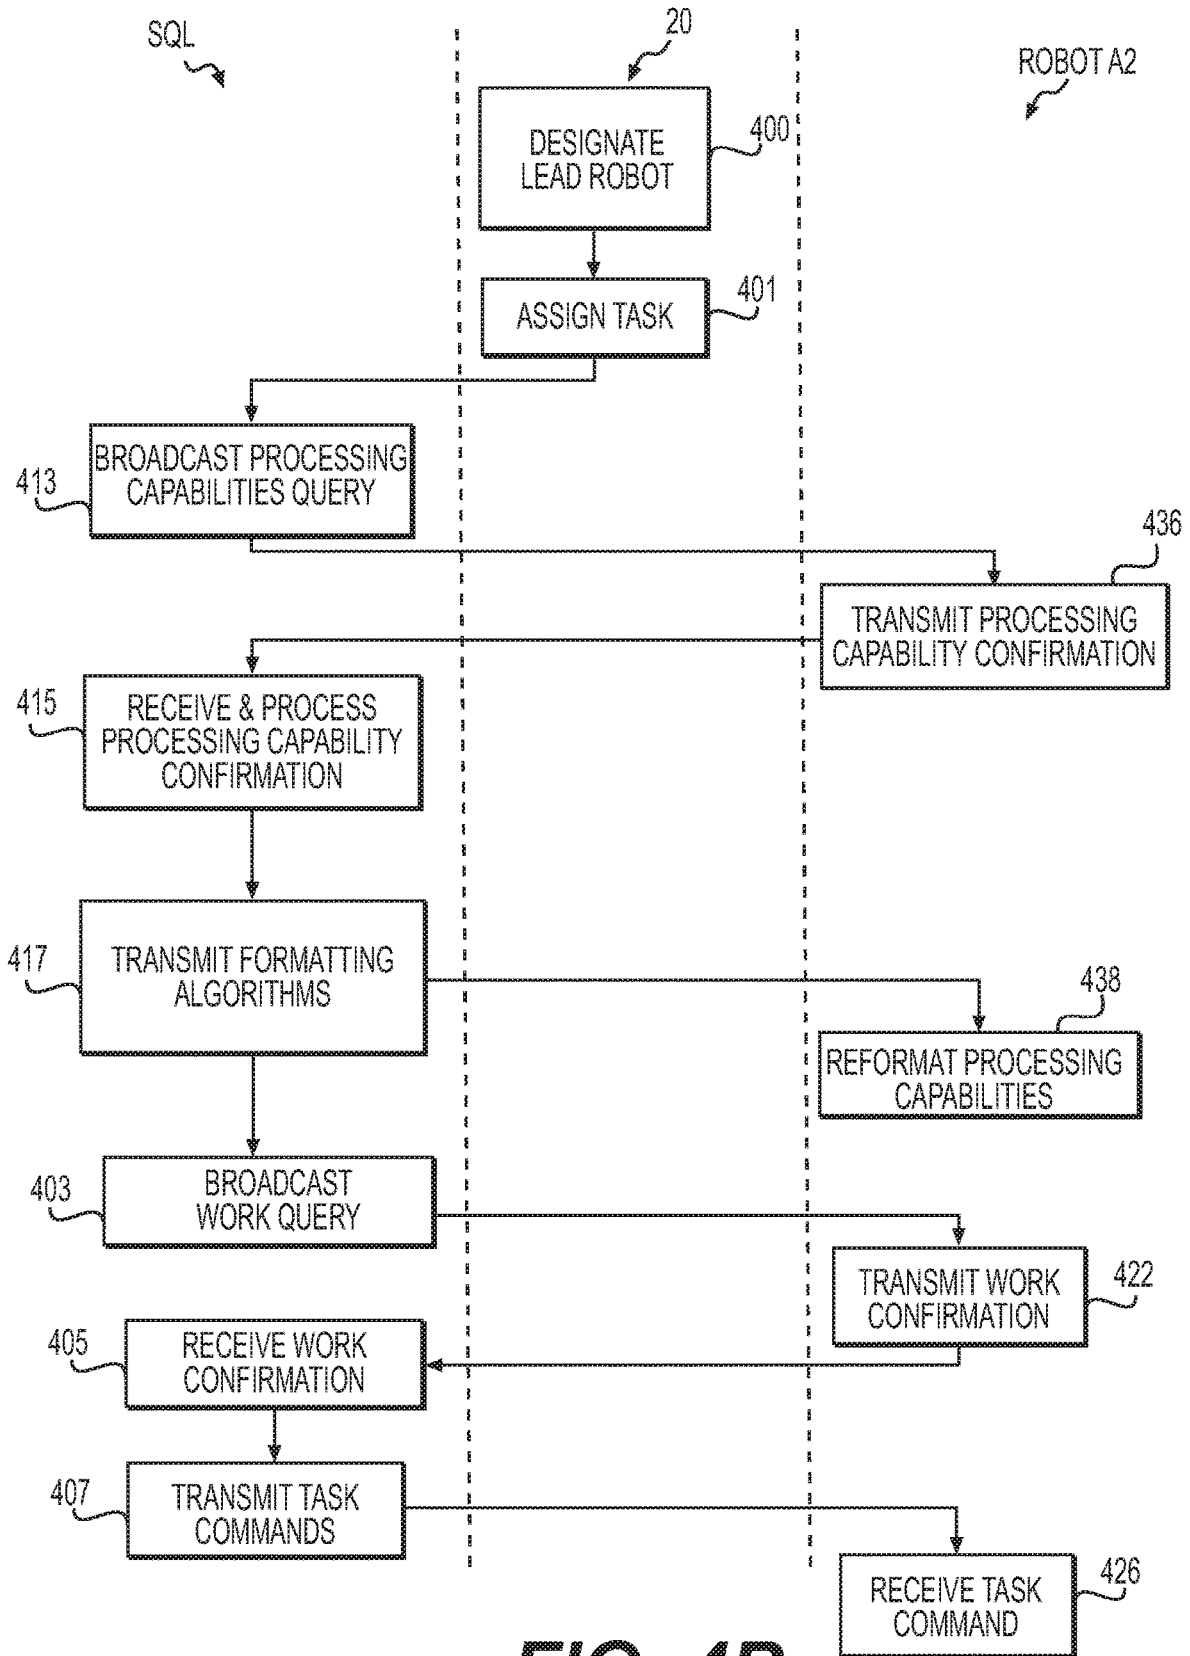 SQL
20
ROBOT A2
DESIGNATE
LEAD ROBOT
400
ASSIGN TASK
401
BROADCAST PROCESSING
CAPABILITIES QUERY
413
436
TRANSMIT PROCESSING
CAPABILITY CONFIRMATION
415
RECEIVE & PROCESS
PROCESSING CAPABILITY
CONFIRMATION
417
TRANSMIT FORMATTING
ALGORITHMS
438
REFORMAT PROCESSING
CAPABILITIES
403
BROADCAST
WORK QUERY
TRANSMIT WORK
CONFIRMATION
422
405
RECEIVE WORK
CONFIRMATION
407
TRANSMIT TASK
COMMANDS
RECEIVE TASK
COMMAND
426